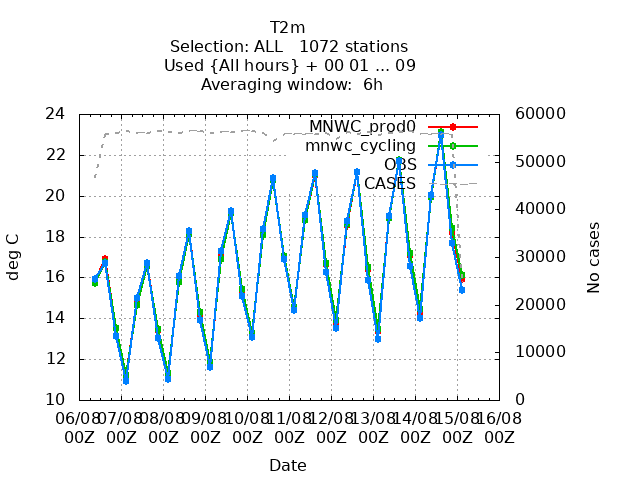 T2m
Selection: ALL   1072 stations
Used {All hours} + 00 01 ... 09
Averaging window:  6h
24
22
20
18
16
14
12
10
60000
50000
40000
30000
20000
10000
0
deg C
No cases
MNWC_prod0
mnwc_cycling
OBS
CASES
06/08 07/08 08/08 09/08 10/08 11/08 12/08 13/08 14/08 15/08 16/08
00Z 00Z 00Z 00Z 00Z 00Z 00Z 00Z 00Z 00Z 00Z
Date